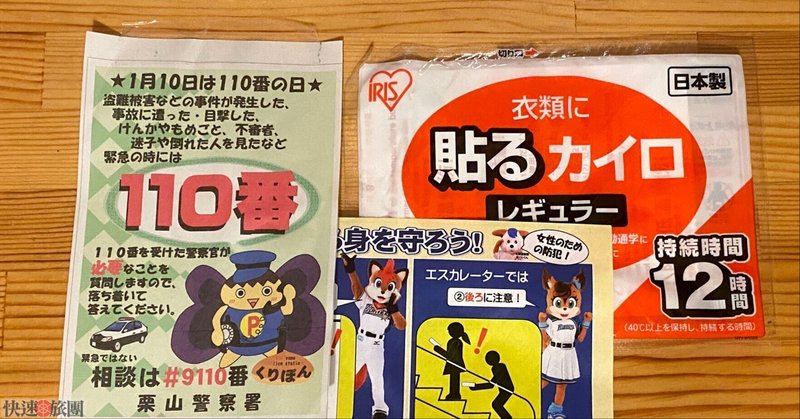 ★1月10日は110番の日★
盗難被害などの事件が発生した、
事故に遭った・目撃した、
けんかやもめごと、不審者、
迷子や倒れた人を見たなど
緊急の時には
110番
110番を受けた警察官が
必要なことを
質問しますので、
落ち着いて
答えてください。
緊急ではない
相談は#9110番
くりぼん
栗山警察署
P
身を守ろう!
女性のための
防犯!
エスカレーターでは
②後ろに注意!
切り口
IRIS
日本製
衣類に
貼るカイロ
レギュラー
動通学に
持続時間
12時間
(40℃以上を保持し、持続する時間)
快速旅團